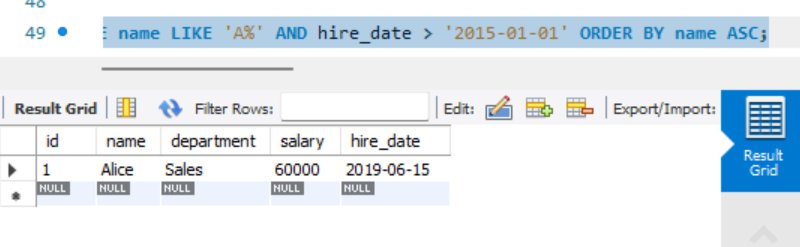 48
49 E name LIKE 'A%' AND hire_date > '2015-01-01' ORDER BY name ASC;
Result Grid Filter Rows: Edit: Export/Import:
id name department salary hire_date
1 Alice Sales 60000 2019-06-15
NULL NULL NULL NULL NULL
Result
Grid